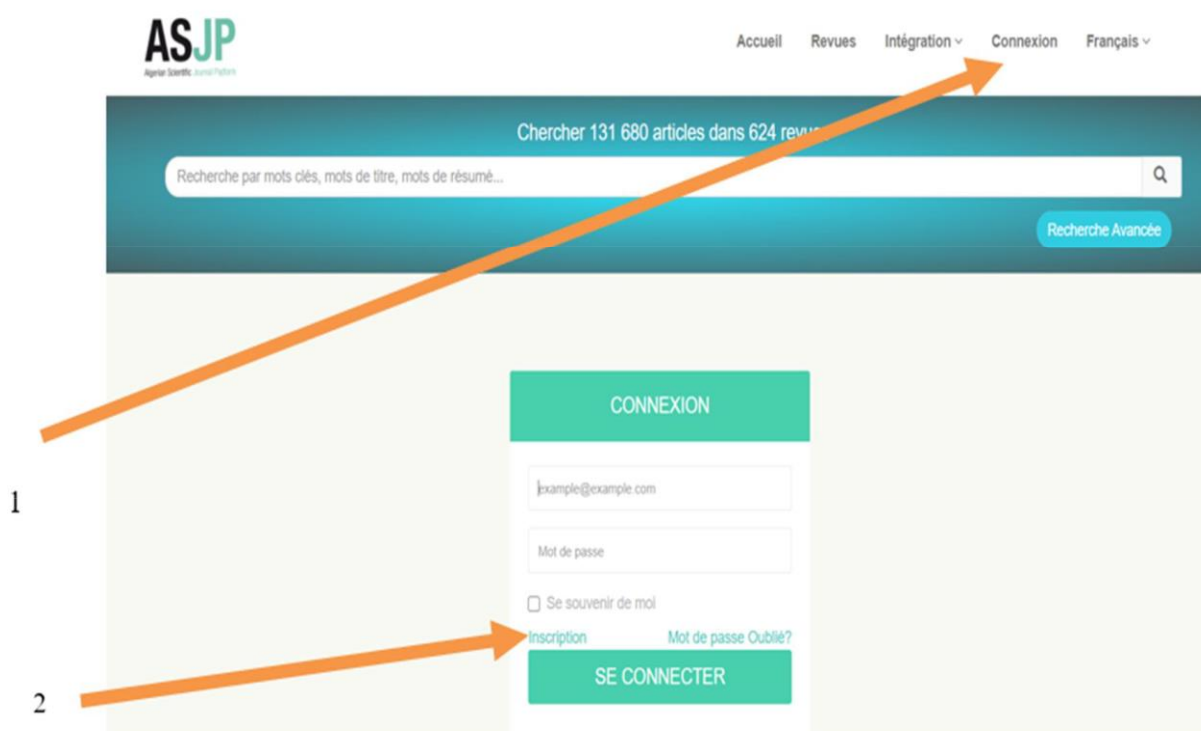 ASJP
Algerian Scientific Journal Platform
Accueil Revues Intégration Connexion Français
Chercher 131 680 articles dans 624 revu
Recherche par mots clés, mots de titre, mots de résumé...
Recherche Avancée
CONNEXION
example@example.com
1
Mot de passe
Se souvenir de moi
Inscription Mot de passe Oublié?
SE CONNECTER
2